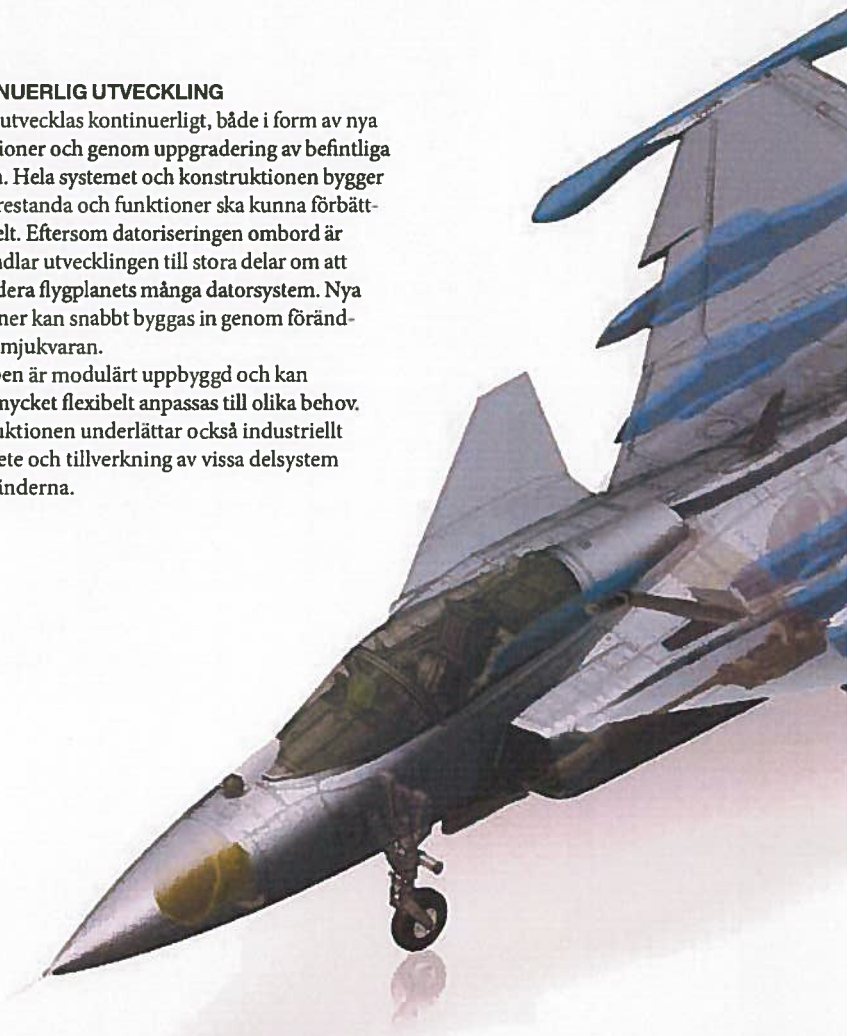 NUERLIG UTVECKLING
utvecklas kontinuerligt, både i form av nya
ioner och genom uppgradering av befintliga
. Hela systemet och konstruktionen bygger
restanda och funktioner ska kunna förbätt-
elt. Eftersom datoriseringen ombord är
ndlar utvecklingen till stora delar om att
dera flygplanets många datorsystem. Nya
ner kan snabbt byggas in genom föränd-
mjukvaran.
en är modulärt uppbyggd och kan
mycket flexibelt anpassas till olika behov.
uktionen underlättar också industriellt
ete och tillverkning av vissa delsystem
änderna.